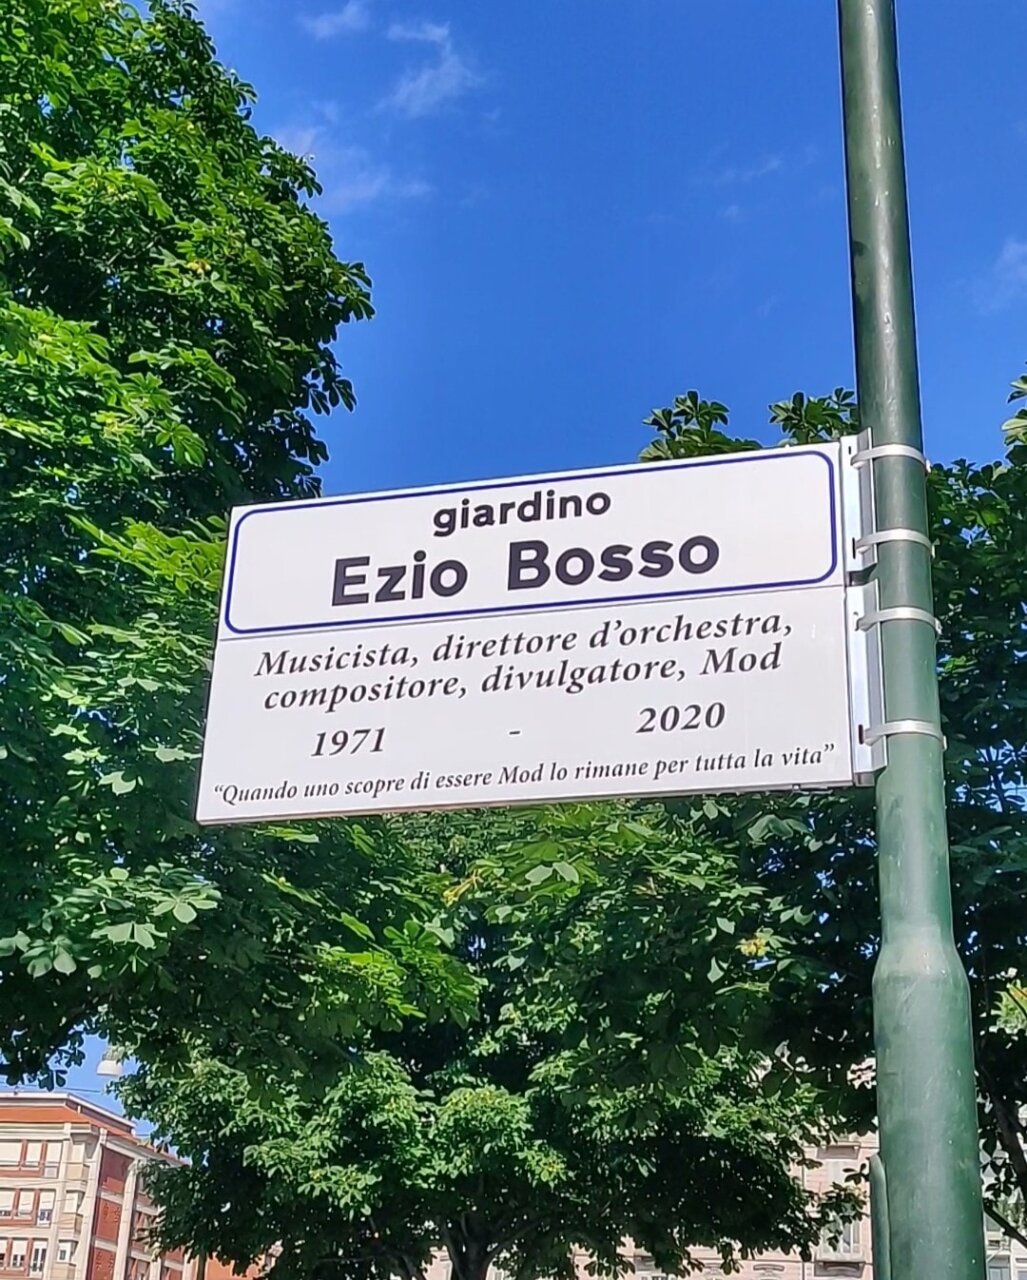 giardino
Ezio Bosso
Musicista, direttore d'orchestra,
compositore, divulgatore, Mod
1971 - 2020
“Quando uno scopre di essere Mod lo rimane per tutta la vita”